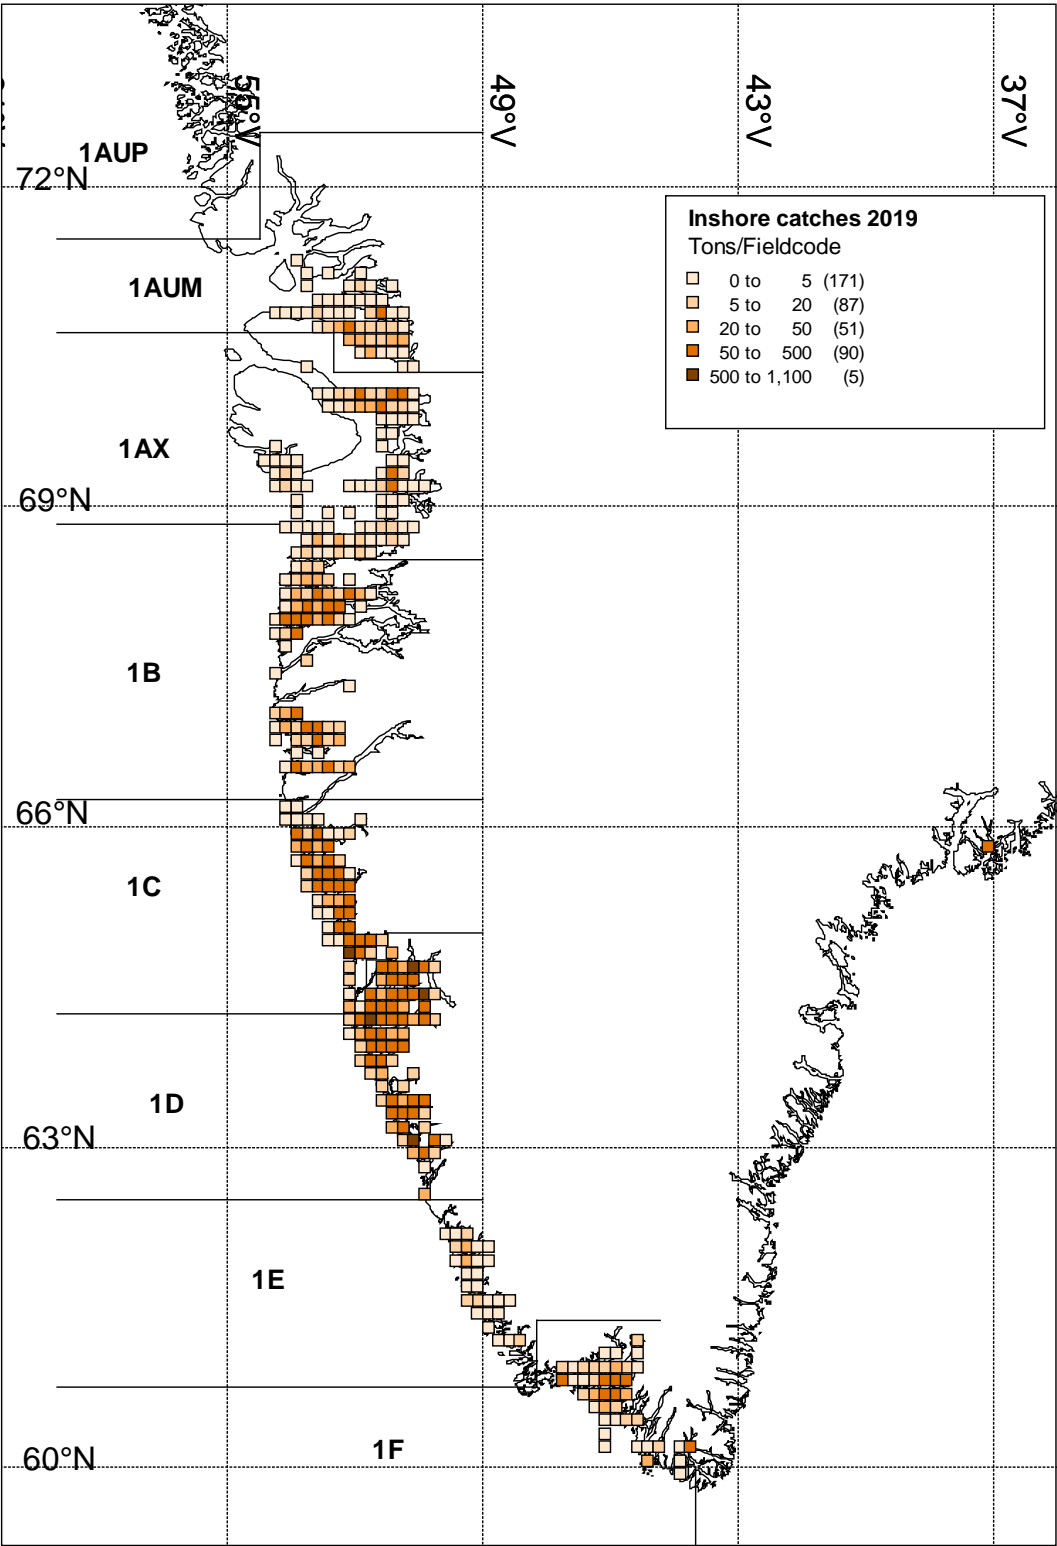 55°V
49°V
43°V
37°V
1AUP
72°N
Inshore catches 2019
Tons/Fieldcode
0 to 5 (171)
5 to 20 (87)
20 to 50 (51)
50 to 500 (90)
500 to 1,100 (5)
1AUM
1AX
69°N
1B
66°N
1C
1D
63°N
1E
1F
60°N